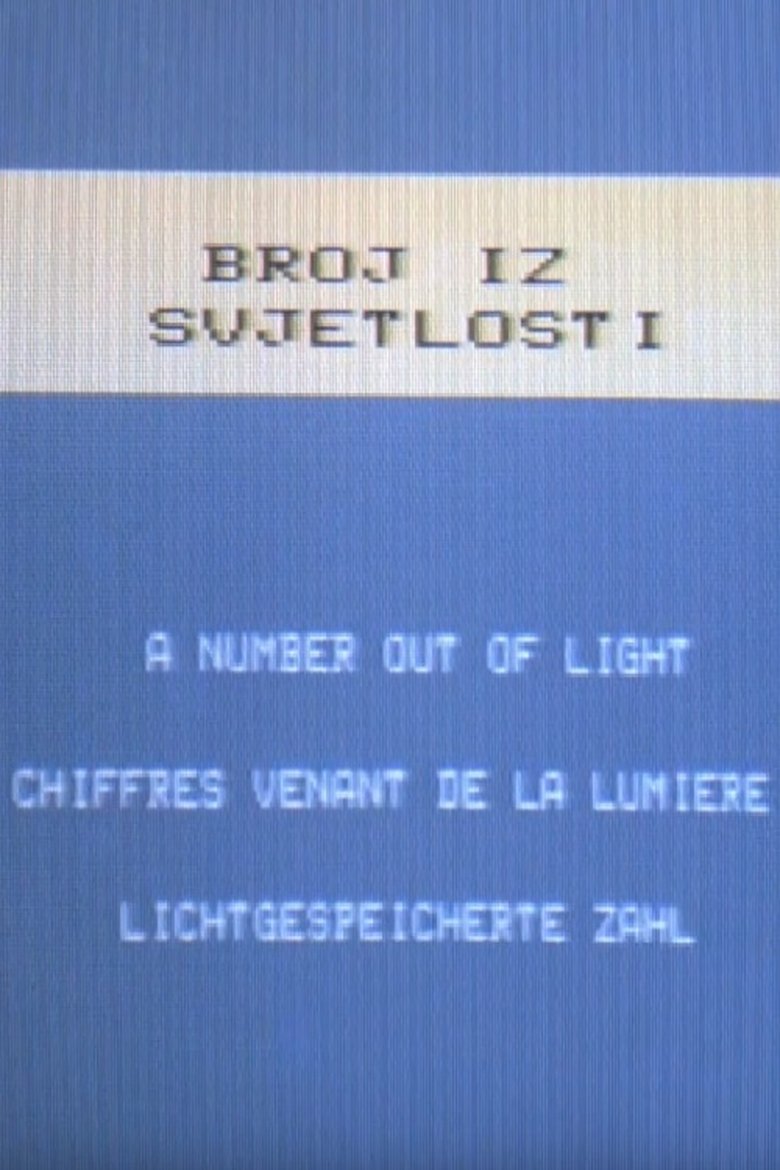 BROJ IZ
SVJETLOSTI
A NUMBER OUT OF LIGHT
CHIFFRES VENANT DE LA LUMIERE
LICHTGESPEICHERTE ZAHL